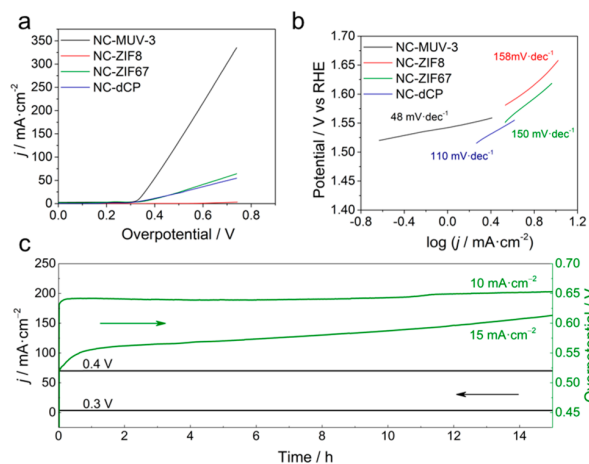 a
350
300
250
200
150
100
50
0
j / mA·cm⁻²
NC-MUV-3
NC-ZIF8
NC-ZIF67
NC-dCP
0.0 0.2 0.4 0.6 0.8 1.0
Overpotential / V
b
1.70
1.65
1.60
1.55
1.50
1.45
1.40
Potential / V vs RHE
NC-MUV-3
NC-ZIF8
NC-ZIF67
NC-dCP
158mV·dec⁻¹
48 mV·dec⁻¹
150 mV·dec⁻¹
110 mV·dec⁻¹
-0.8 -0.4 0.0 0.4 0.8 1.2
log (j / mA·cm⁻²)
c
250
200
150
100
50
0
j / mA·cm⁻²
10 mA·cm⁻²
15 mA·cm⁻²
0.4 V
0.3 V
0.70
0.65
0.60
0.55
0.50
0.45
Overpotential / V
0 2 4 6 8 10 12 14
Time / h